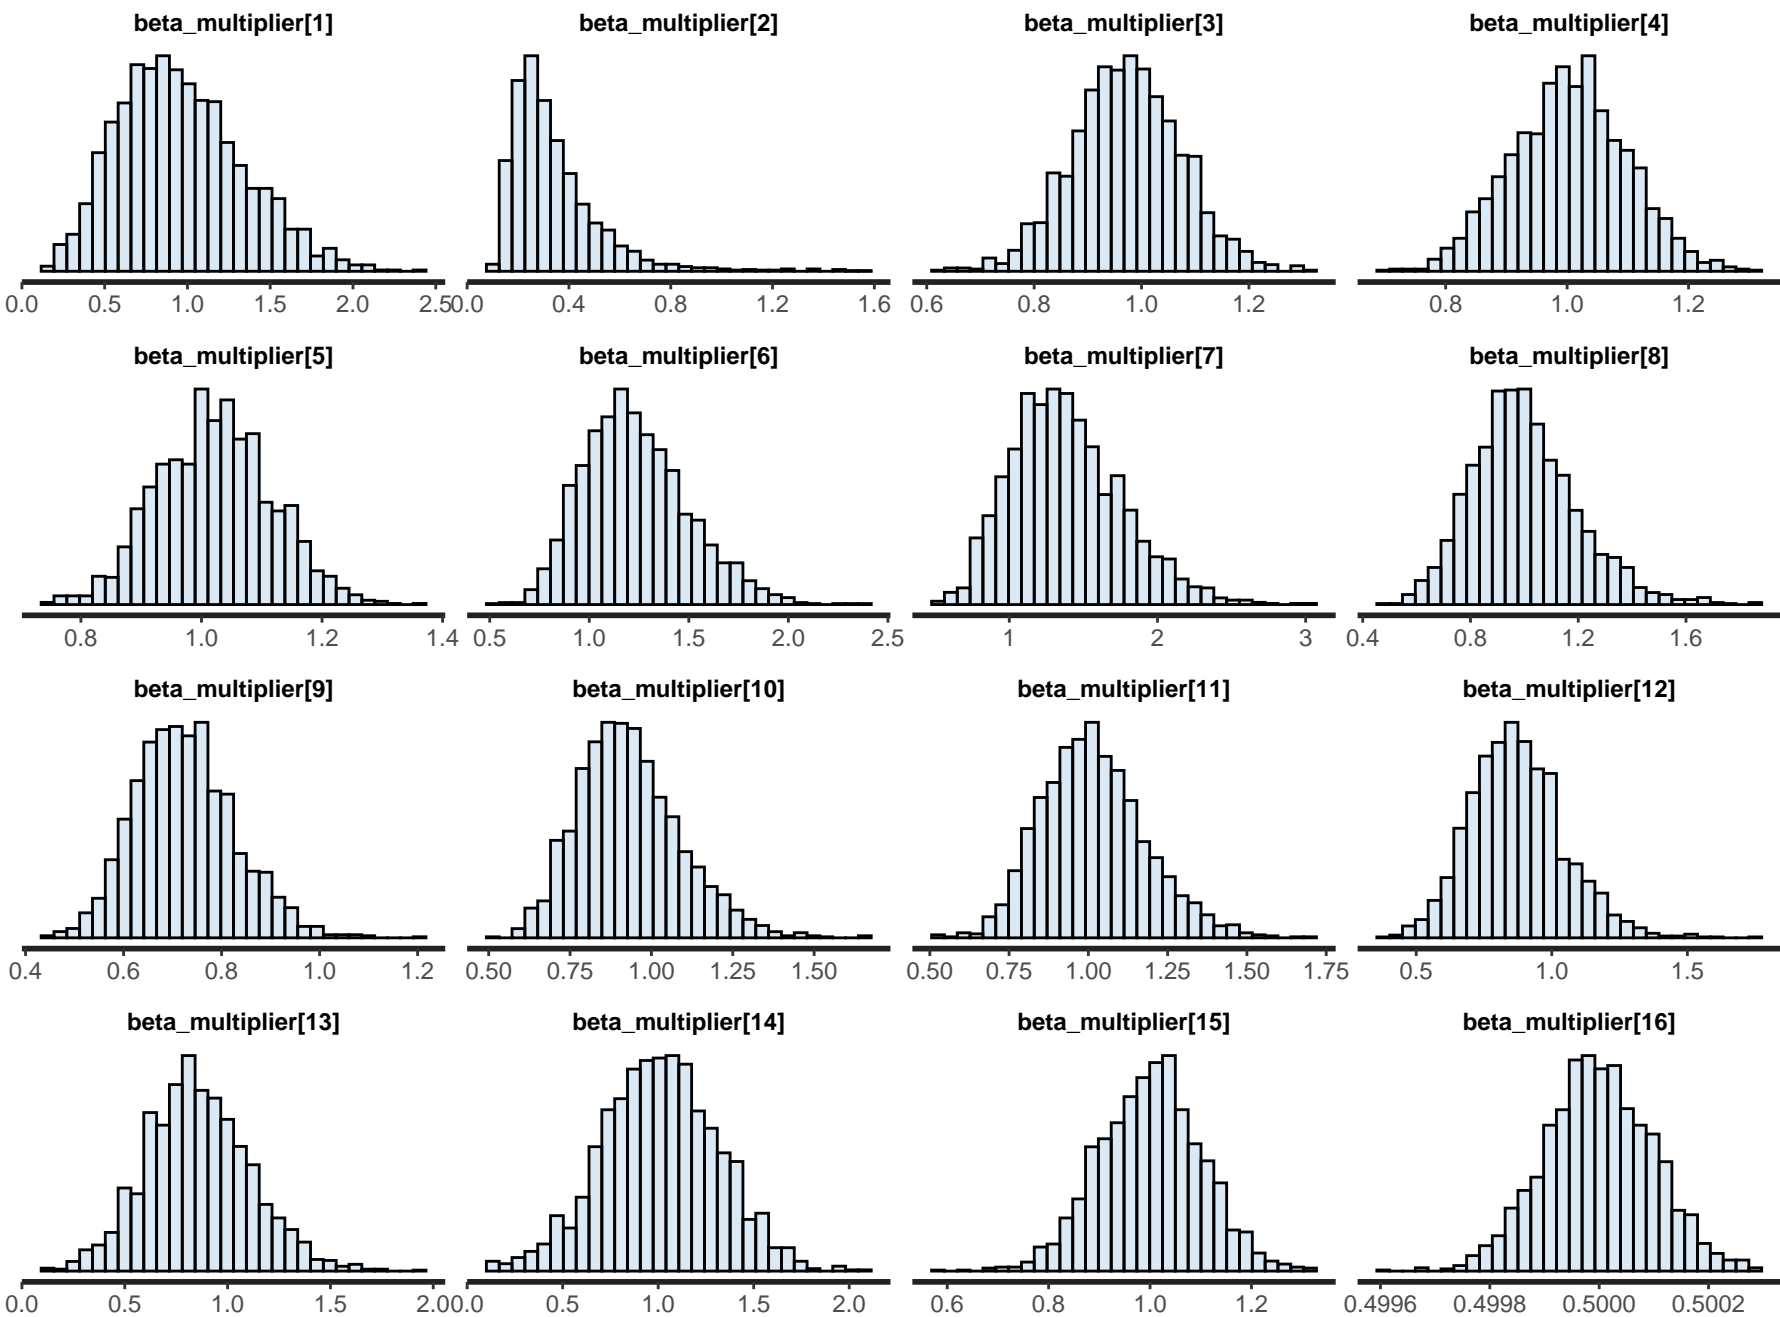 beta_multiplier[1] beta_multiplier[2] beta_multiplier[3] beta_multiplier[4]
0.0 0.5 1.0 1.5 2.0 2.5 0.0 0.4 0.8 1.2 1.6 0.6 0.8 1.0 1.2 0.8 1.0 1.2
beta_multiplier[5] beta_multiplier[6] beta_multiplier[7] beta_multiplier[8]
0.8 1.0 1.2 1.4 0.5 1.0 1.5 2.0 2.5 1 2 3 0.4 0.8 1.2 1.6
beta_multiplier[9] beta_multiplier[10] beta_multiplier[11] beta_multiplier[12]
0.4 0.6 0.8 1.0 1.2 0.50 0.75 1.00 1.25 1.50 0.50 0.75 1.00 1.25 1.50 1.75 0.5 1.0 1.5
beta_multiplier[13] beta_multiplier[14] beta_multiplier[15] beta_multiplier[16]
0.0 0.5 1.0 1.5 2.0 0.0 0.5 1.0 1.5 2.0 0.6 0.8 1.0 1.2 0.4996 0.4998 0.5000 0.5002